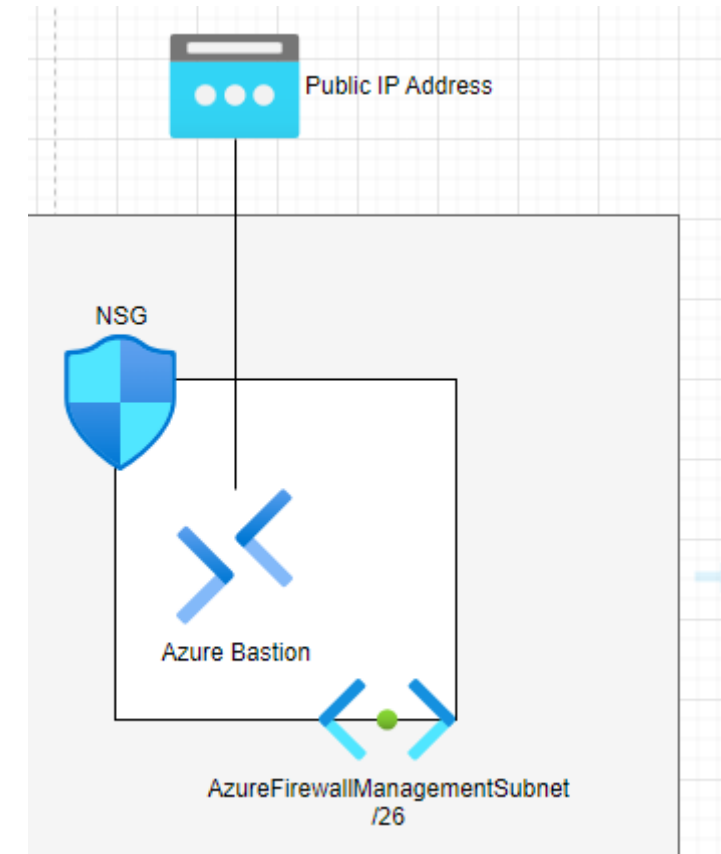 Public IP Address
NSG
Azure Bastion
AzureFirewallManagementSubnet
/26